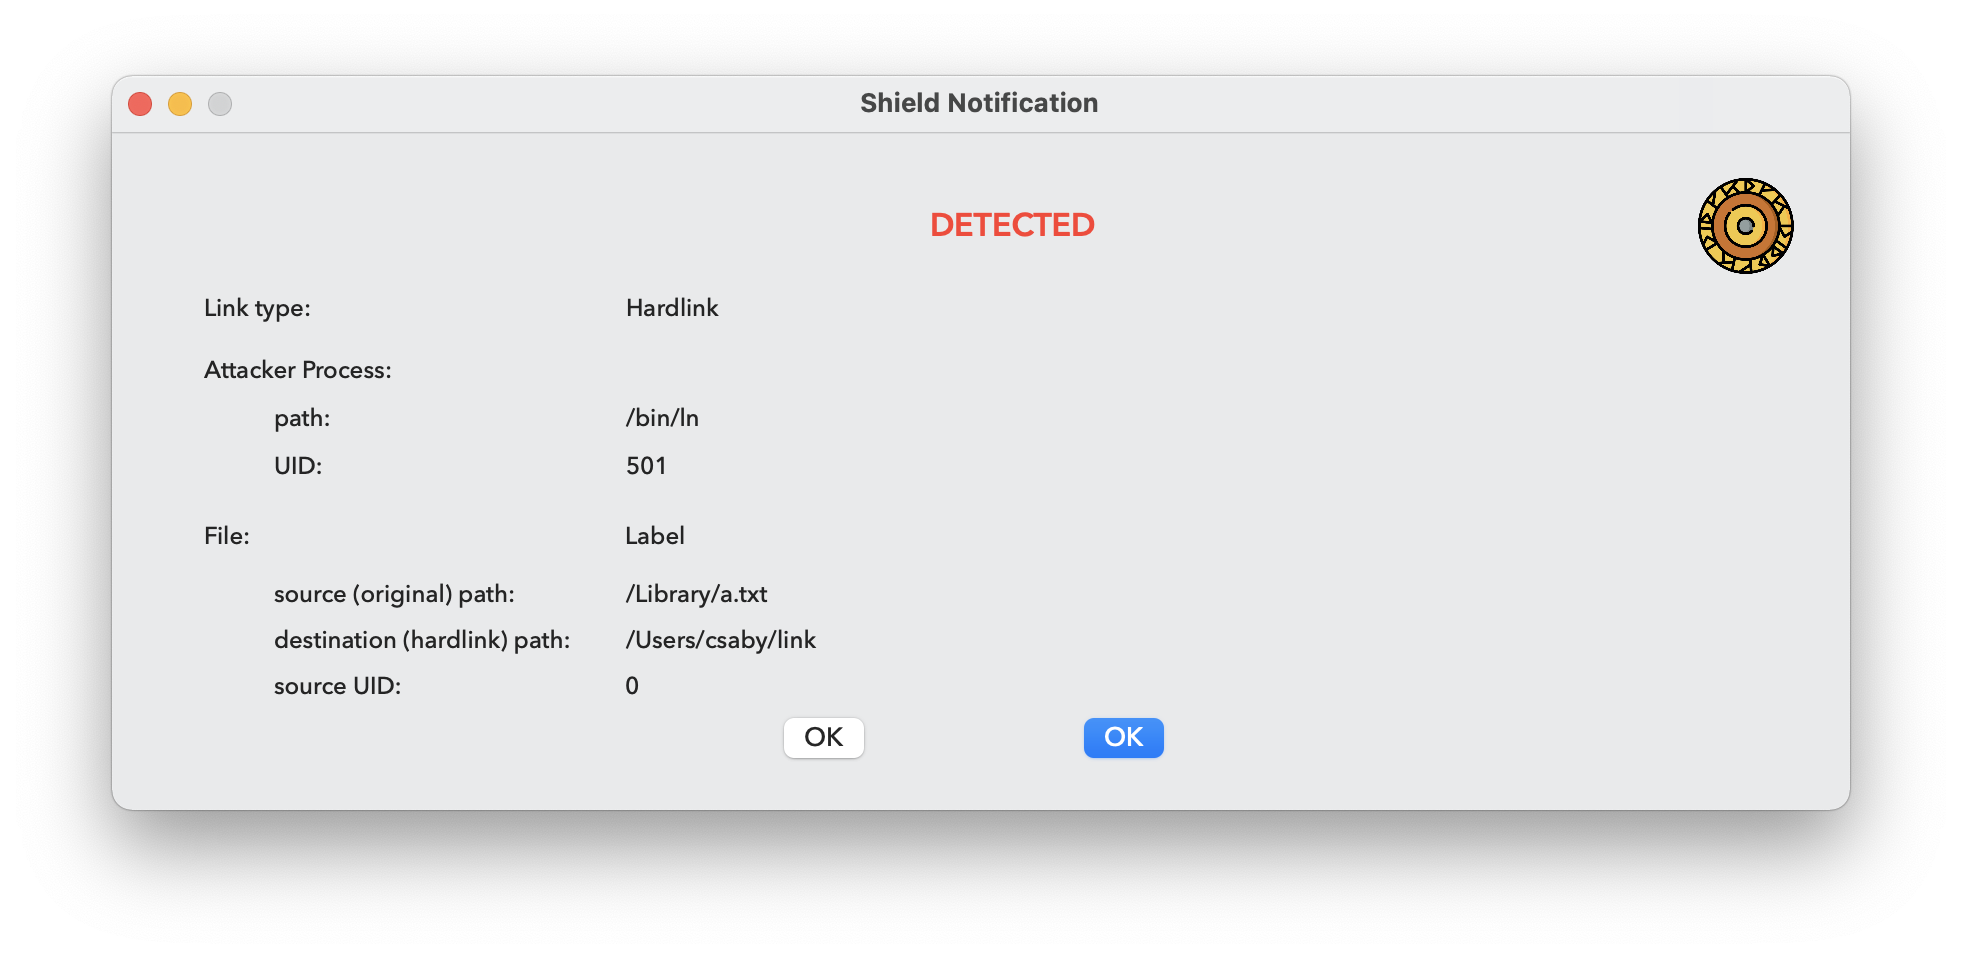 Shield Notification
DETECTED
Link type: Hardlink
Attacker Process:
path: /bin/ln
UID: 501
File: Label
source (original) path: /Library/a.txt
destination (hardlink) path: /Users/csaby/link
source UID: 0
OK OK